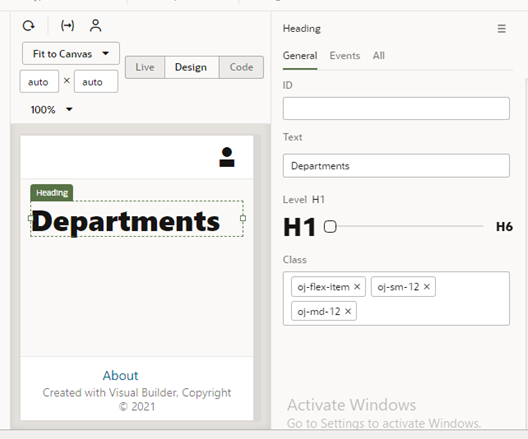 Heading
General Events All
Fit to Canvas
Live Design Code
auto × auto
100%
ID
Text
Departments
Level H1
H1 H6
Class
oj-flex-item × oj-sm-12 ×
oj-md-12 ×
Heading
Departments
About
Created with Visual Builder, Copyright
© 2021
Activate Windows
Go to Settings to activate Windows.